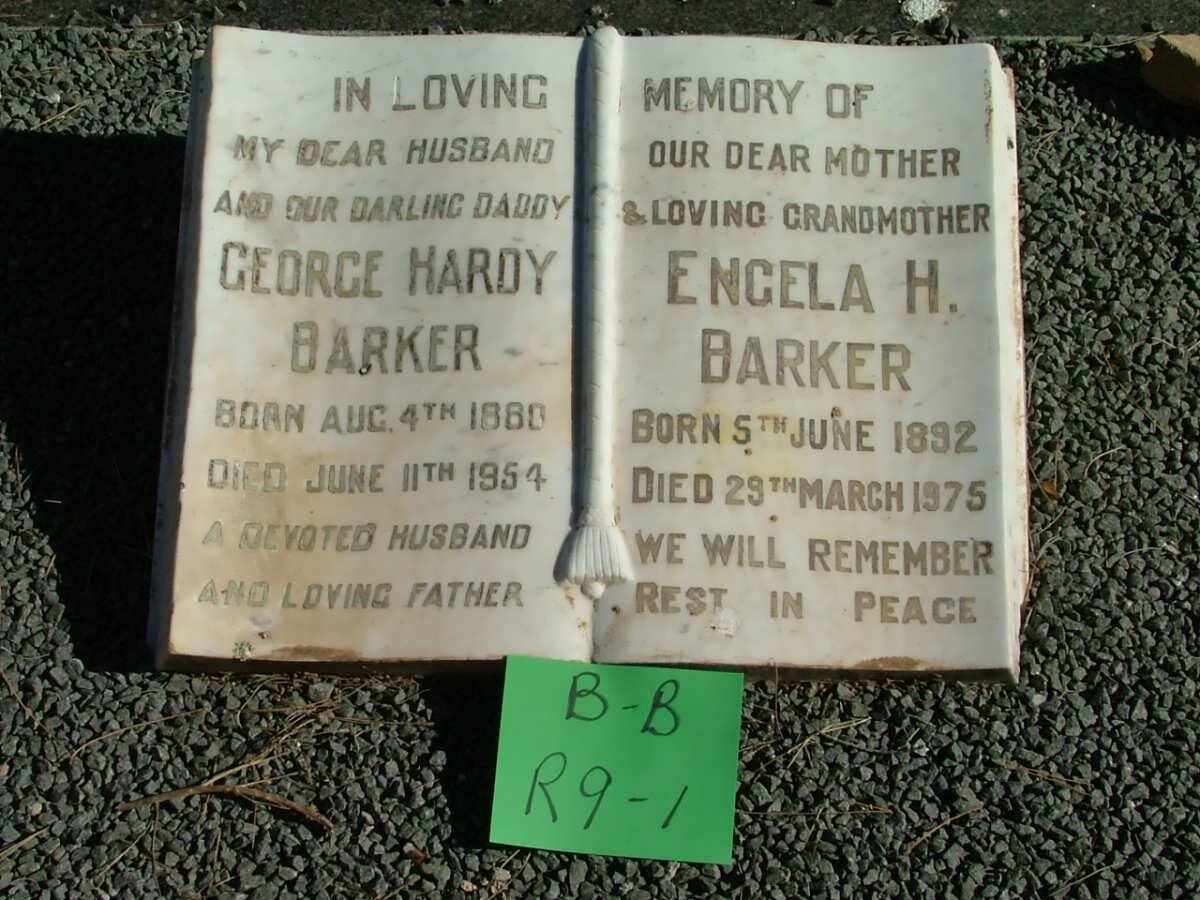 IN LOVING
MY DEAR HUSBAND
AND OUR DARLING DADDY
GEORGE HARDY
BARKER
BORN AUG. 4TH 1880
DIED JUNE 11TH 1954
A DEVOTED HUSBAND
AND LOVING FATHER
MEMORY OF
OUR DEAR MOTHER
& LOVING GRANDMOTHER
ENGELA H.
BARKER
BORN 5TH JUNE 1892
DIED 29TH MARCH 1975
WE WILL REMEMBER
REST IN PEACE
B-B
R9-1